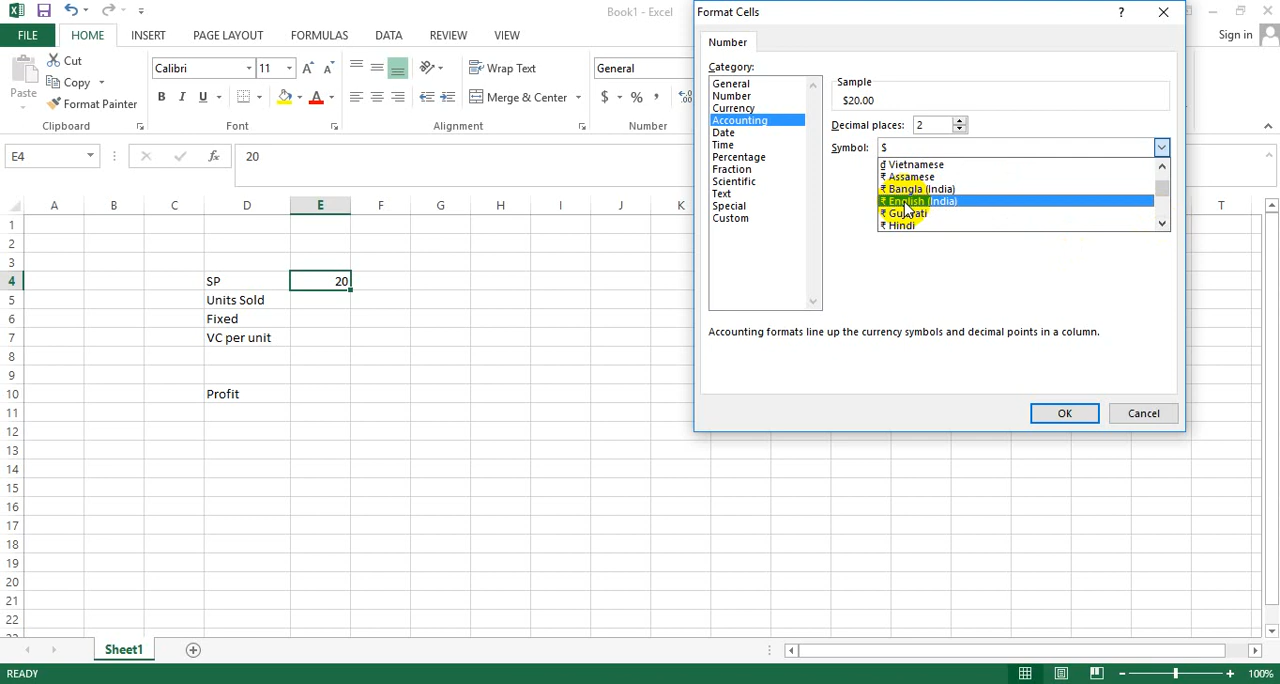 Book1 - Excel
Format Cells
?
FILE
HOME
INSERT
PAGE LAYOUT
FORMULAS
DATA
REVIEW
VIEW
Sign in
Paste
Cut
Copy
Format Painter
Clipboard
Calibri
11
B I U
Font
Wrap Text
Merge & Center
Alignment
General
$ % ,
Number
E4
fx
20
Number
Category:
General
Number
Currency
Accounting
Date
Time
Percentage
Fraction
Scientific
Text
Special
Custom
Sample
$20.00
Decimal places: 2
Symbol: $
₫ Vietnamese
₹ Assamese
₹ Bangla (India)
₹ English (India)
₹ Gujarati
₹ Hindi
Accounting formats line up the currency symbols and decimal points in a column.
OK
Cancel
A B C D E F G H I J K T
1
2
3
4 SP 20
5 Units Sold
6 Fixed
7 VC per unit
8
9
10 Profit
11
12
13
14
15
16
17
18
19
20
21
22
Sheet1
READY
100%